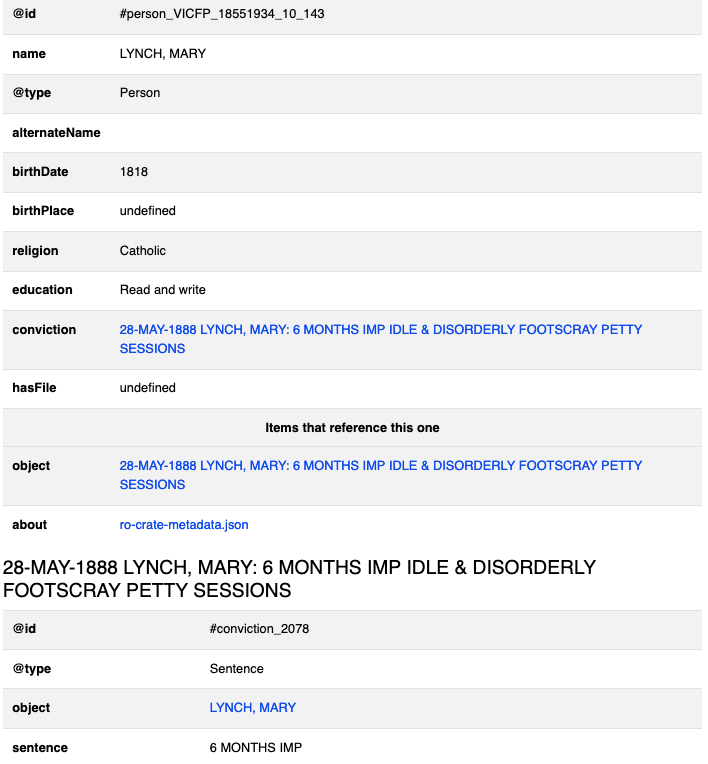 @id #person_VICFP_18551934_10_143
name LYNCH, MARY
@type Person
alternateName
birthDate 1818
birthPlace undefined
religion Catholic
education Read and write
conviction 28-MAY-1888 LYNCH, MARY: 6 MONTHS IMP IDLE & DISORDERLY FOOTSCRAY PETTY
SESSIONS
hasFile undefined
Items that reference this one
object 28-MAY-1888 LYNCH, MARY: 6 MONTHS IMP IDLE & DISORDERLY FOOTSCRAY PETTY
SESSIONS
about ro-crate-metadata.json
28-MAY-1888 LYNCH, MARY: 6 MONTHS IMP IDLE & DISORDERLY
FOOTSCRAY PETTY SESSIONS
@id #conviction_2078
@type Sentence
object LYNCH, MARY
sentence 6 MONTHS IMP